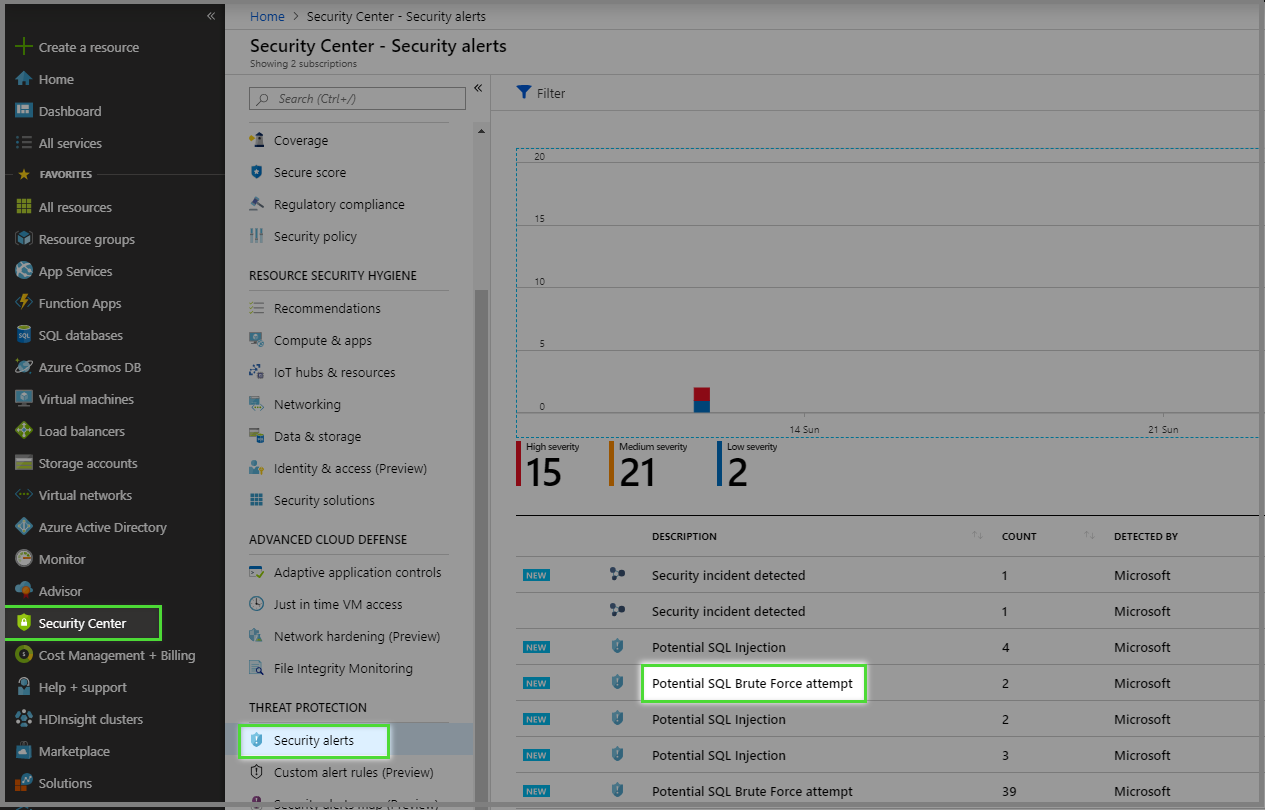 «
Create a resource
Home
Dashboard
All services
FAVORITES
All resources
Resource groups
App Services
Function Apps
SQL databases
Azure Cosmos DB
Virtual machines
Load balancers
Storage accounts
Virtual networks
Azure Active Directory
Monitor
Advisor
Security Center
Cost Management + Billing
Help + support
HDInsight clusters
Marketplace
Solutions
Home > Security Center - Security alerts
Security Center - Security alerts
Showing 2 subscriptions
Search (Ctrl+/)
«
Coverage
Secure score
Regulatory compliance
Security policy
RESOURCE SECURITY HYGIENE
Recommendations
Compute & apps
IoT hubs & resources
Networking
Data & storage
Identity & access (Preview)
Security solutions
ADVANCED CLOUD DEFENSE
Adaptive application controls
Just in time VM access
Network hardening (Preview)
File Integrity Monitoring
THREAT PROTECTION
Security alerts
Custom alert rules (Preview)
Security alerts map (Preview)
Filter
20
15
10
5
0
14 Sun 21 Sun
High severity Medium severity Low severity
15 21 2
DESCRIPTION COUNT DETECTED BY
NEW Security incident detected 1 Microsoft
Security incident detected 1 Microsoft
NEW Potential SQL Injection 4 Microsoft
NEW Potential SQL Brute Force attempt 2 Microsoft
NEW Potential SQL Injection 2 Microsoft
NEW Potential SQL Injection 3 Microsoft
NEW Potential SQL Brute Force attempt 39 Microsoft